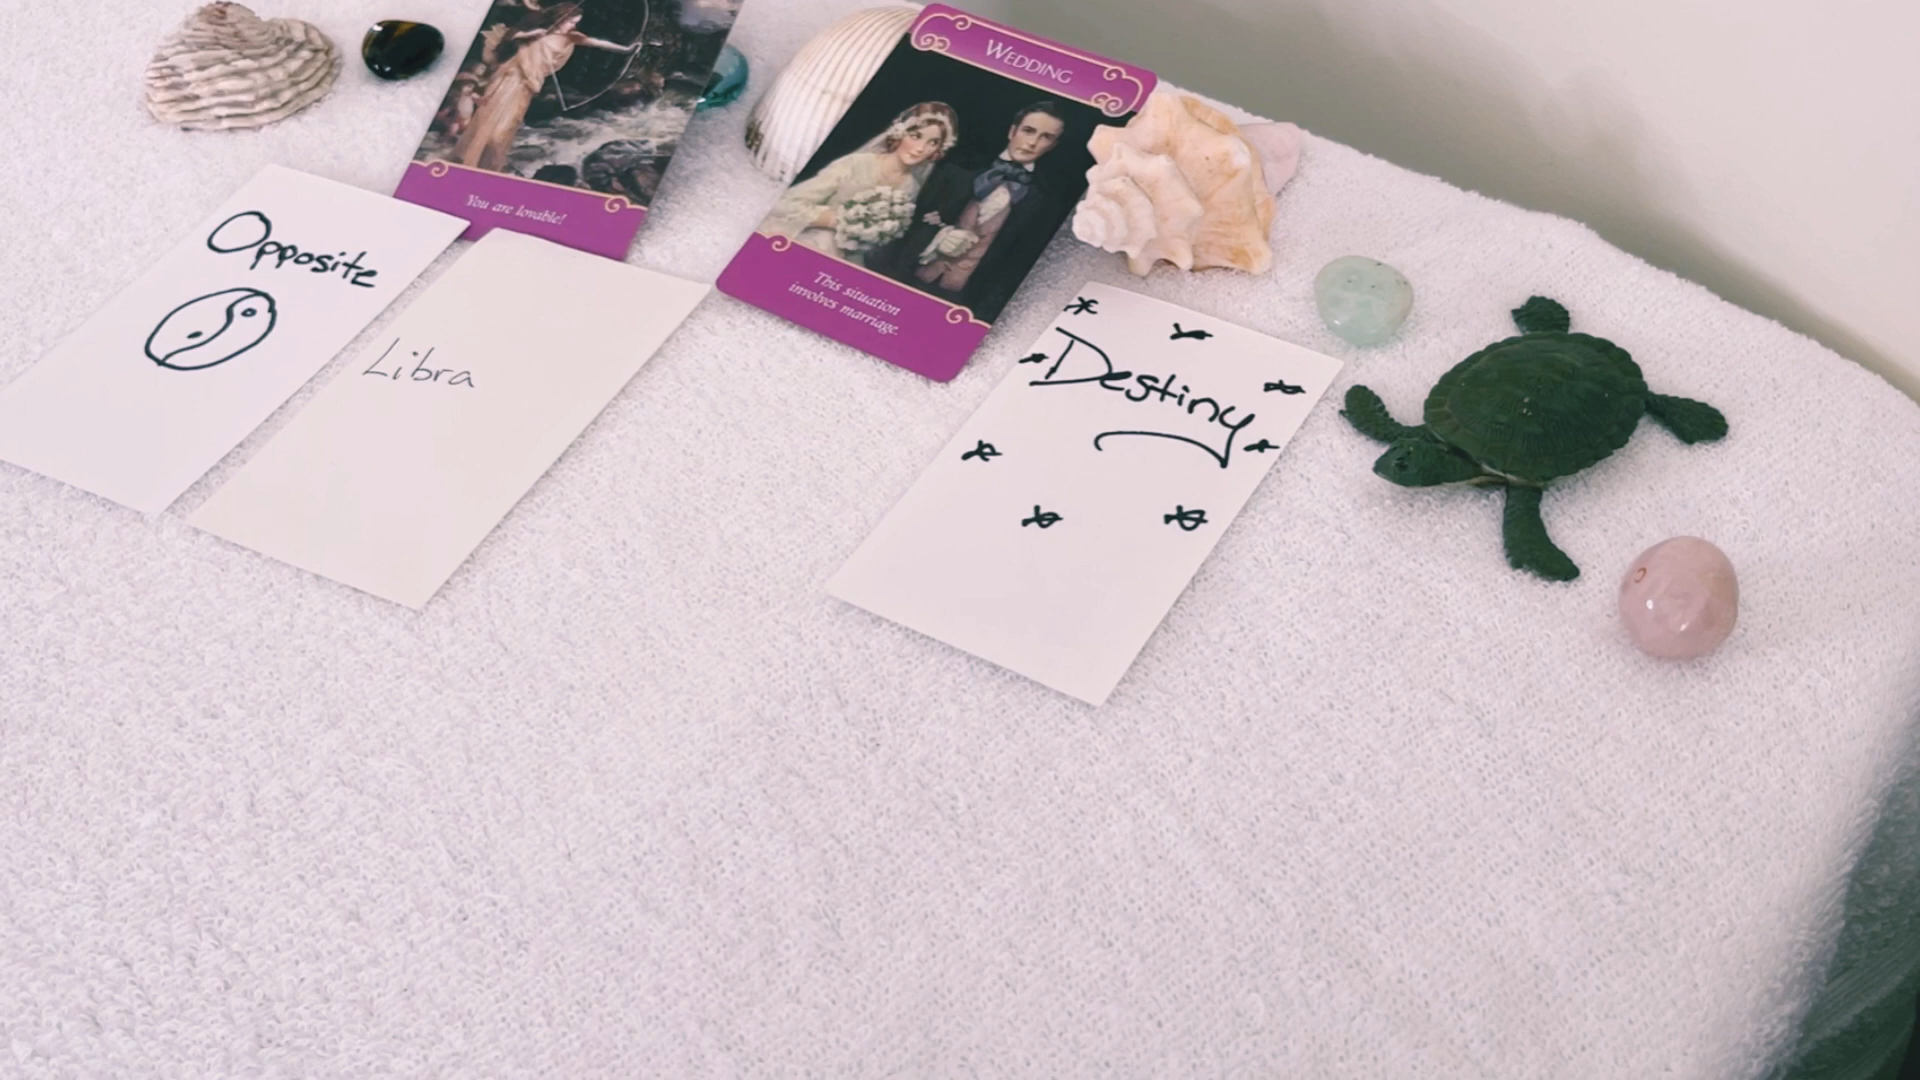 You are lovable!
WEDDING
This situation
involves marriage.
Opposite
Libra
Destiny